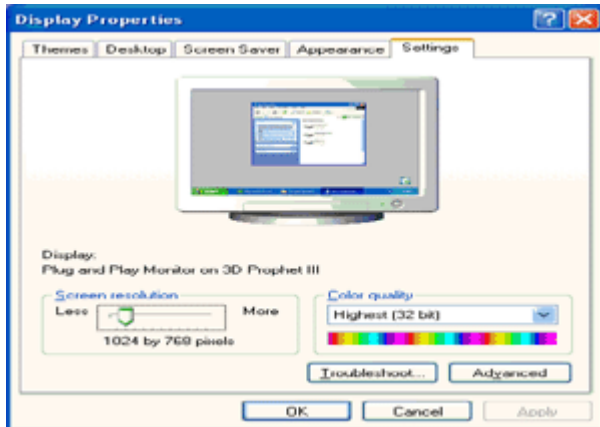 Display Properties
Themes Desktop Screen Saver Appearance Settings
Display:
Plug and Play Monitor on 3D Prophet III
Screen resolution
Less More
1024 by 768 pixels
Color quality
Highest (32 bit)
Troubleshoot... Advanced
OK Cancel Apply